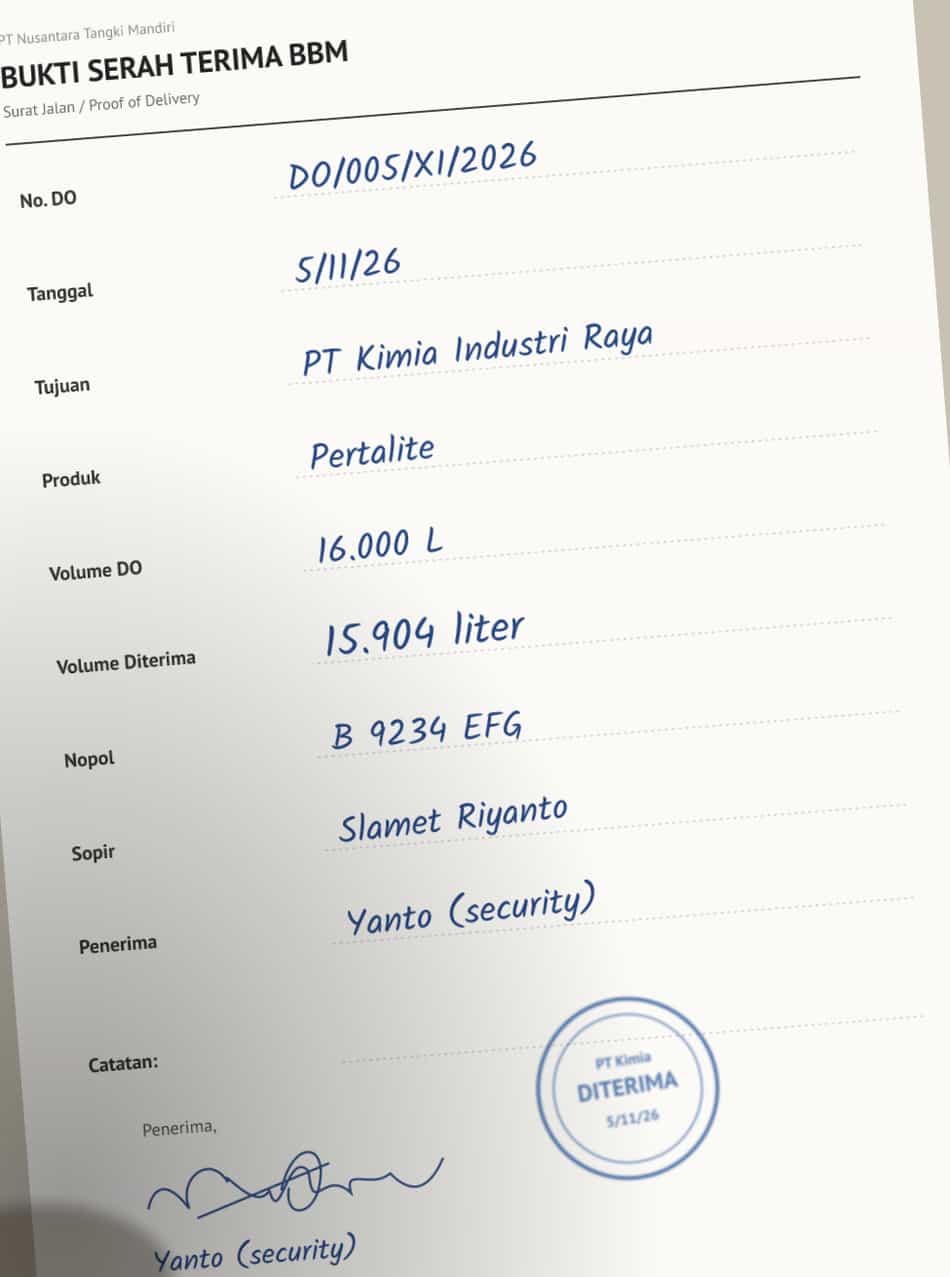 PT Nusantara Tangki Mandiri
BUKTI SERAH TERIMA BBM
Surat Jalan / Proof of Delivery
No. DO DO/005/XI/2026
Tanggal 5/11/26
Tujuan PT Kimia Industri Raya
Produk Pertalite
Volume DO 16.000 L
Volume Diterima 15.904 liter
Nopol B 9234 EFG
Sopir Slamet Riyanto
Penerima Yanto (security)
Catatan:
PT Kimia
DITERIMA
5/11/26
Penerima,
Yanto (security)